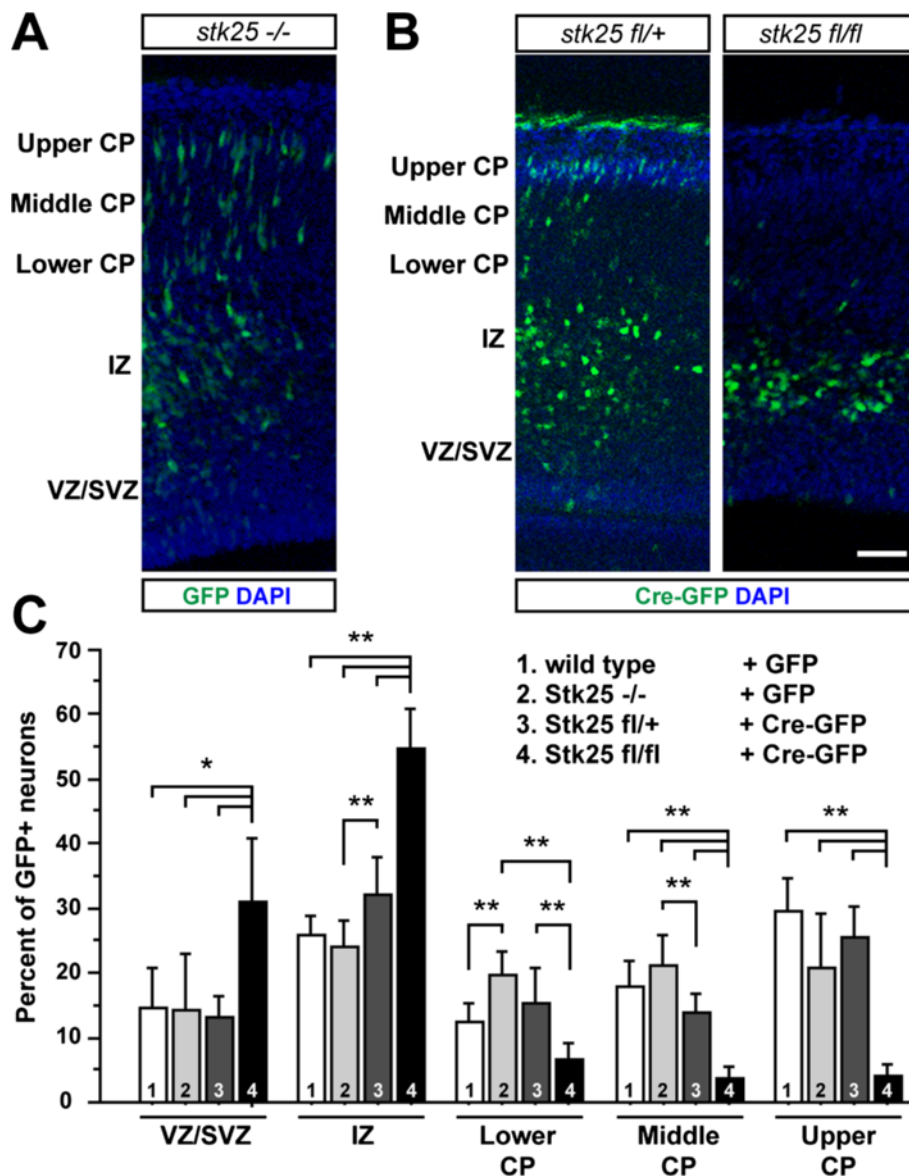 A
stk25 -/-
B
stk25 fl/+
stk25 fl/fl
Upper CP
Middle CP
Lower CP
IZ
VZ/SVZ
Upper CP
Middle CP
Lower CP
IZ
VZ/SVZ
GFP DAPI
Cre-GFP DAPI
C
Percent of GFP+ neurons
70
60
50
40
30
20
10
0
1. wild type + GFP
2. Stk25 -/- + GFP
3. Stk25 fl/+ + Cre-GFP
4. Stk25 fl/fl + Cre-GFP
*
**
**
**
**
**
**
**
**
1 2 3 4
1 2 3 4
1 2 3 4
1 2 3 4
1 2 3 4
VZ/SVZ
IZ
Lower
CP
Middle
CP
Upper
CP